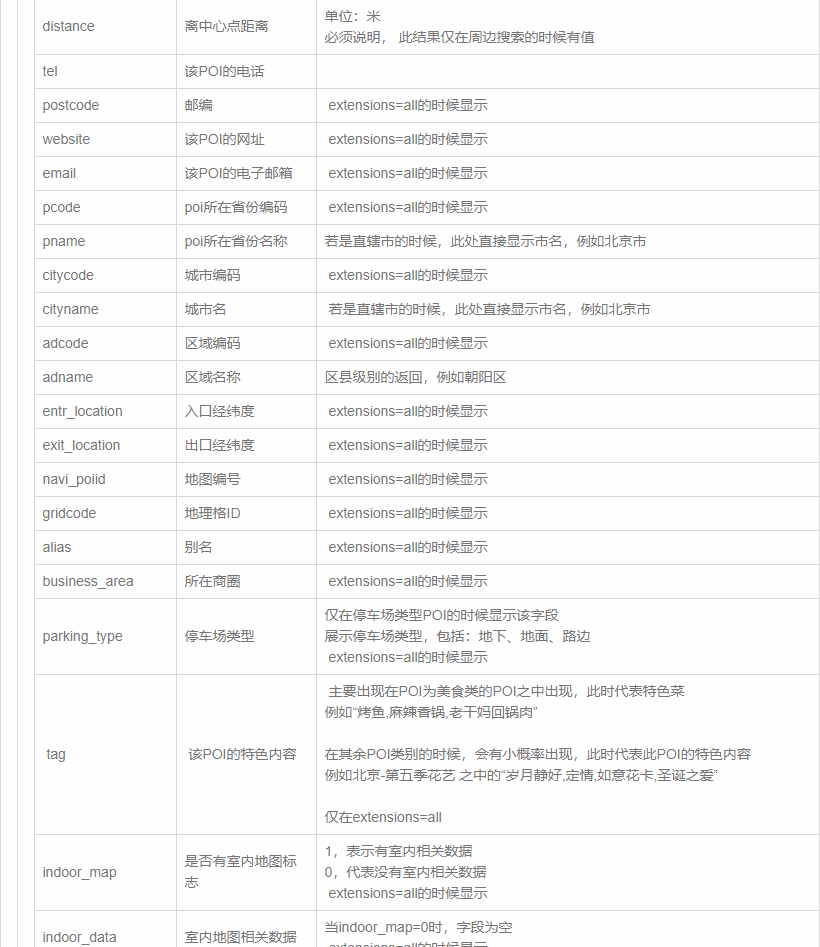 distance
离中心点距离
单位：米
必须说明， 此结果仅在周边搜索的时候有值
tel
该POI的电话
postcode
邮编
extensions=all的时候显示
website
该POI的网址
extensions=all的时候显示
email
该POI的电子邮箱
extensions=all的时候显示
pcode
poi所在省份编码
extensions=all的时候显示
pname
poi所在省份名称
若是直辖市的时候，此处直接显示市名，例如北京市
citycode
城市编码
extensions=all的时候显示
cityname
城市名
若是直辖市的时候，此处直接显示市名，例如北京市
adcode
区域编码
extensions=all的时候显示
adname
区域名称
区县级别的返回，例如朝阳区
entr_location
入口经纬度
extensions=all的时候显示
exit_location
出口经纬度
extensions=all的时候显示
navi_poiid
地图编号
extensions=all的时候显示
gridcode
地理格ID
extensions=all的时候显示
alias
别名
extensions=all的时候显示
business_area
所在商圈
extensions=all的时候显示
parking_type
停车场类型
仅在停车场类型POI的时候显示该字段
展示停车场类型，包括：地下、地面、路边
extensions=all的时候显示
tag
该POI的特色内容
主要出现在POI为美食类的POI之中出现，此时代表特色菜
例如“烤鱼,麻辣香锅,老干妈回锅肉”
在其余POI类别的时候，会有小概率出现，此时代表此POI的特色内容
例如北京-第五季花艺 之中的“岁月静好,定情,如意花卡,圣诞之爱”
仅在extensions=all
indoor_map
是否有室内地图标
志
1，表示有室内相关数据
0，代表没有室内相关数据
extensions=all的时候显示
indoor_data
室内地图相关数据
当indoor_map=0时，字段为空
extensions=all的时候显示